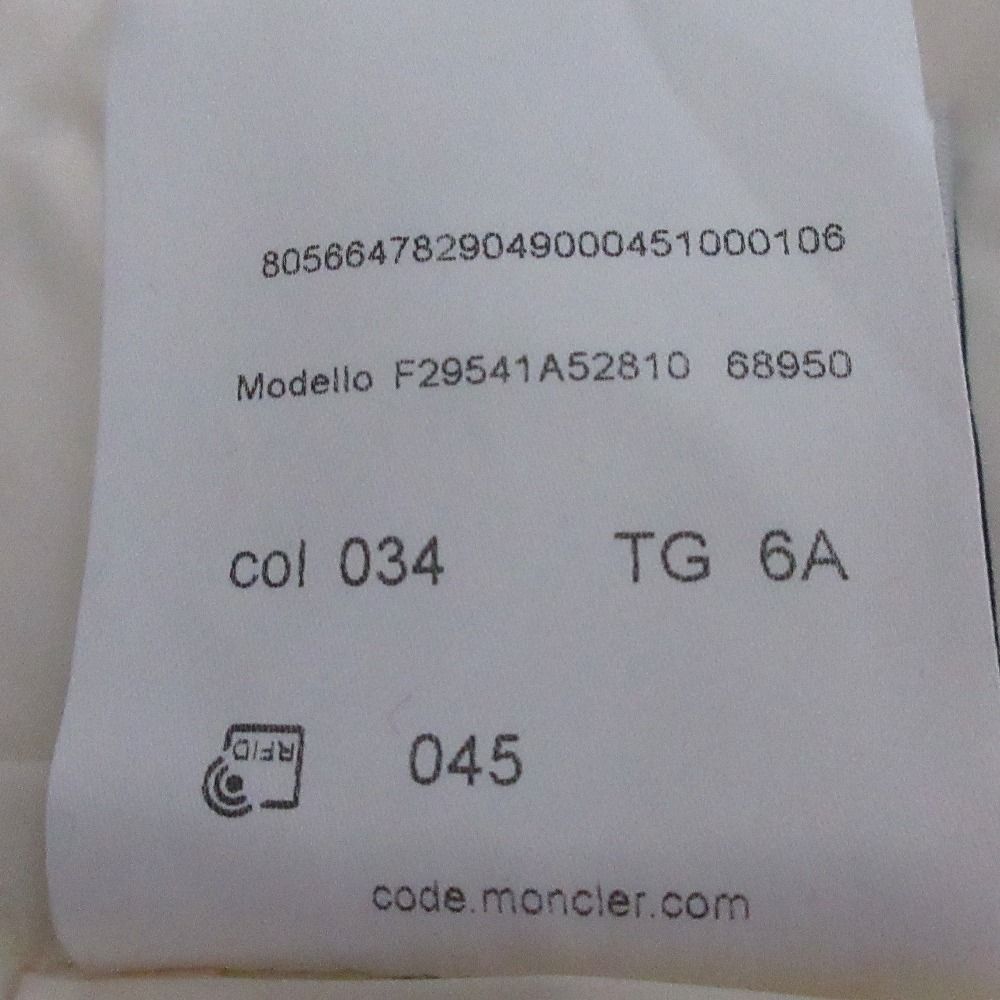 8056647829049000451000106
Modello F29541A52810 68950
col 034 TG 6A
RFID 045
code.moncler.com